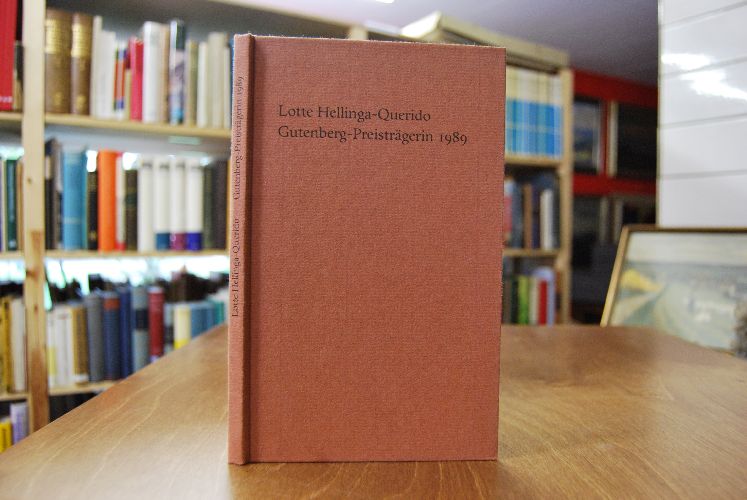 Lotte Hellinga-Querido
Gutenberg-Preisträgerin 1989
Lotte Hellinga-Querido Gutenberg-Preisträgerin 1989